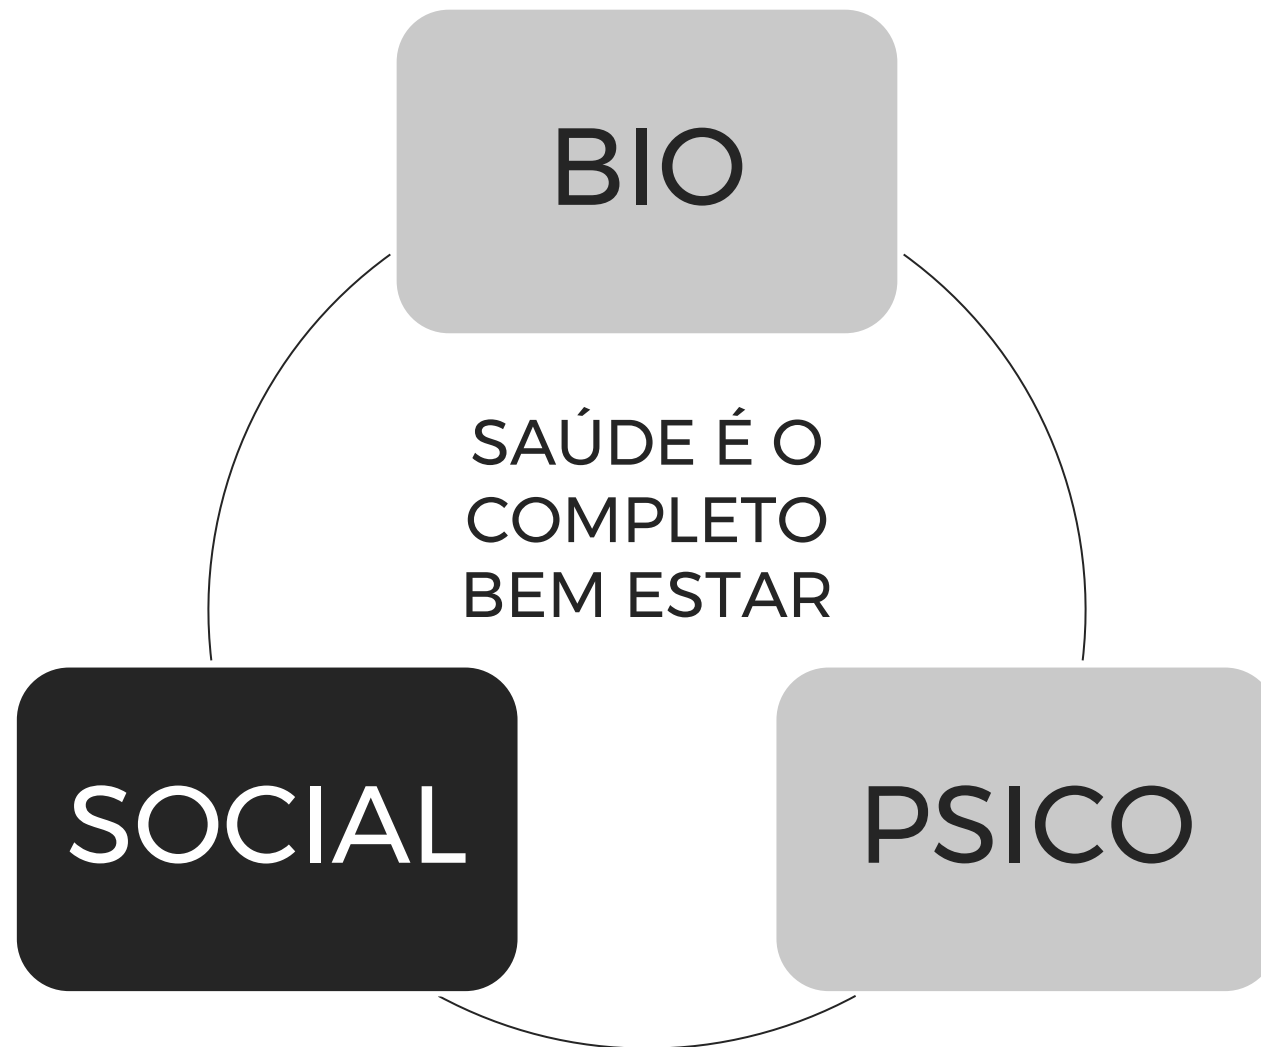 BIO
SAÚDE É O
COMPLETO
BEM ESTAR
SOCIAL
PSICO